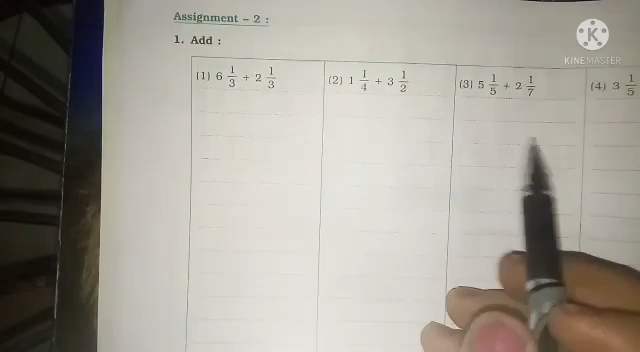 Assignment – 2 :
KINEMASTER
1. Add :
(1) 6 1/3 + 2 1/3
(2) 1 1/4 + 3 1/2
(3) 5 1/5 + 2 1/7
(4) 3 1/5